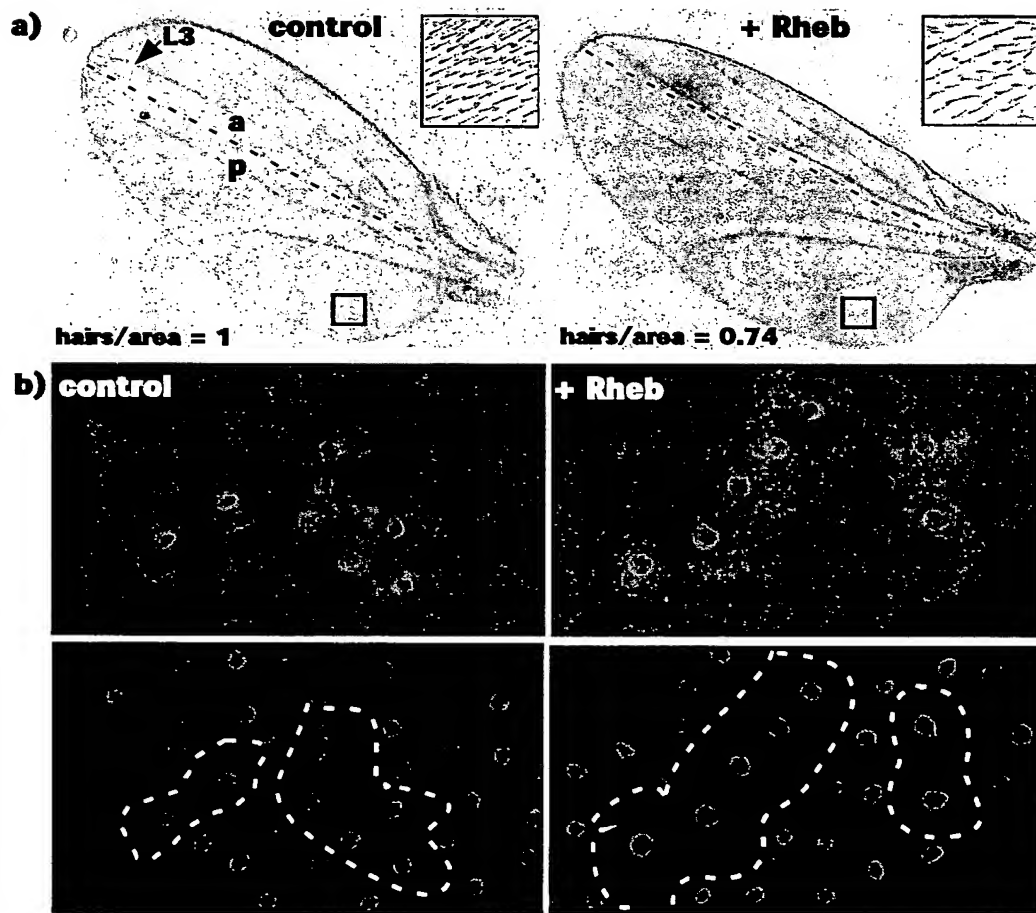 a)
control
+ Rheb
L3
a
p
hairs/area = 1
hairs/area = 0.74
b) control
+ Rheb